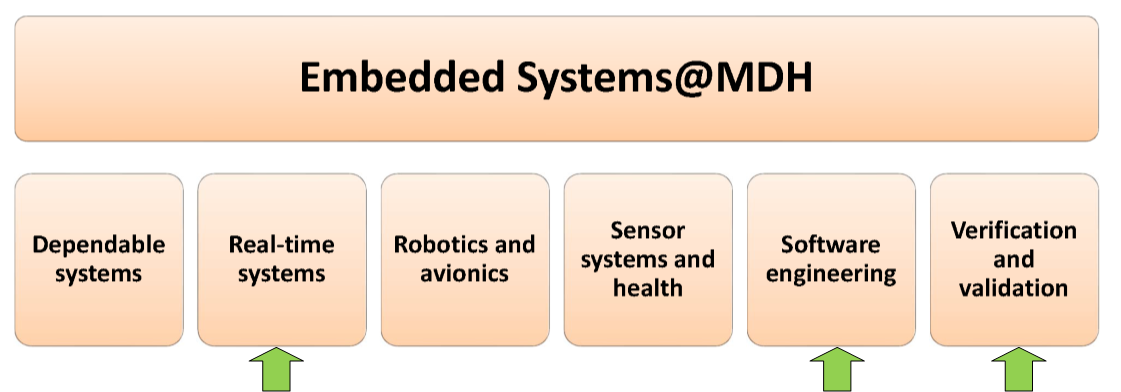 Embedded Systems@MDH
Dependable
systems
Real-time
systems
Robotics and
avionics
Sensor
systems and
health
Software
engineering
Verification
and
validation